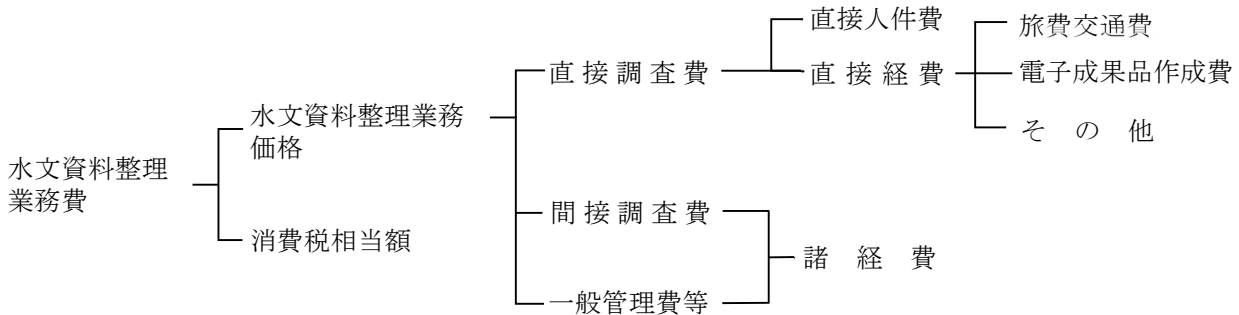 直接人件費
旅費交通費
直接調査費
直接経費
電子成果品作成費
水文資料整理業務
価格
その他
水文資料整理
業務費
間接調査費
消費税相当額
諸経費
一般管理費等